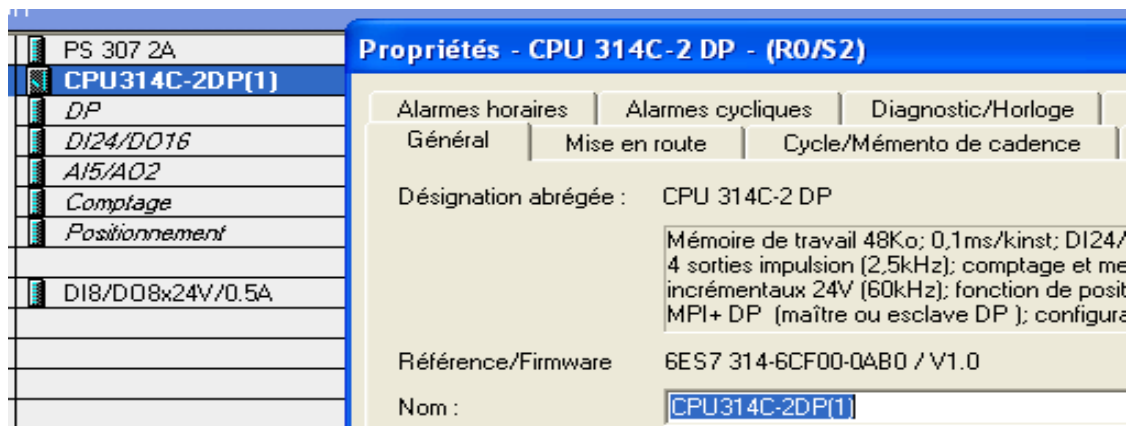 PS 307 2A
CPU314C-2DP(1)
DP
DI24/DO16
AI5/AO2
Comptage
Positionnement
DI8/DO8x24V/0.5A
Propriétés - CPU 314C-2 DP - (R0/S2)
Alarmes horaires Alarmes cycliques Diagnostic/Horloge
Général Mise en route Cycle/Mémento de cadence
Désignation abrégée : CPU 314C-2 DP
Mémoire de travail 48Ko; 0,1ms/kinst; DI24/
4 sorties impulsion (2,5kHz); comptage et me
incrémentaux 24V (60kHz); fonction de posit
MPI+ DP (maître ou esclave DP ); configura
Référence/Firmware 6ES7 314-6CF00-0AB0 / V1.0
Nom : CPU314C-2DP(1)